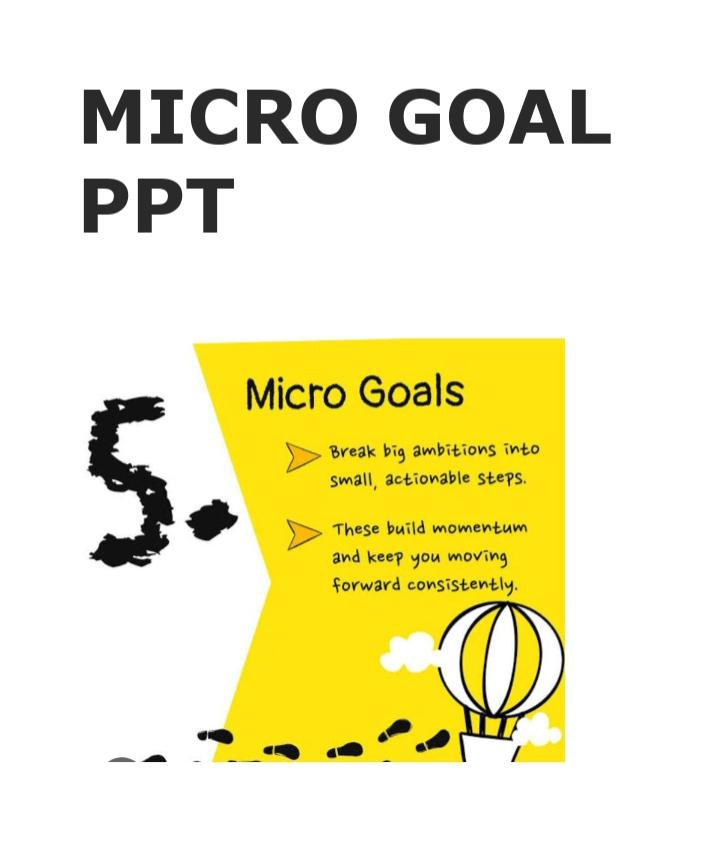 MICRO GOAL
PPT
5.
Micro Goals
Break big ambitions into
small, actionable steps.
These build momentum
and keep you moving
forward consistently.